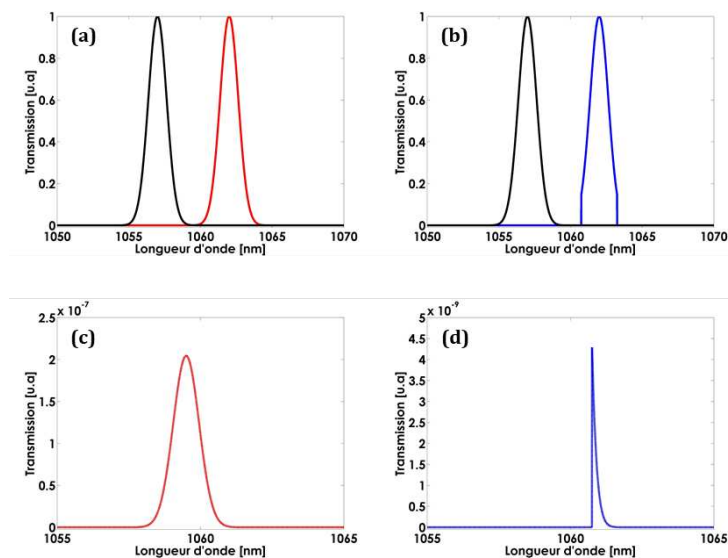 (a)
Transmission [u.a]
1
0.8
0.6
0.4
0.2
0
1050 1055 1060 1065 1070
Longueur d'onde [nm]
(b)
Transmission [u.a]
1
0.8
0.6
0.4
0.2
0
1050 1055 1060 1065 1070
Longueur d'onde [nm]
(c)
x 10⁻⁷
Transmission [u.a]
2.5
2
1.5
1
0.5
0
1055 1060 1065
Longueur d'onde [nm]
(d)
x 10⁻⁹
Transmission [u.a]
5
4.5
4
3.5
3
2.5
2
1.5
1
0.5
0
1055 1060 1065
Longueur d'onde [nm]